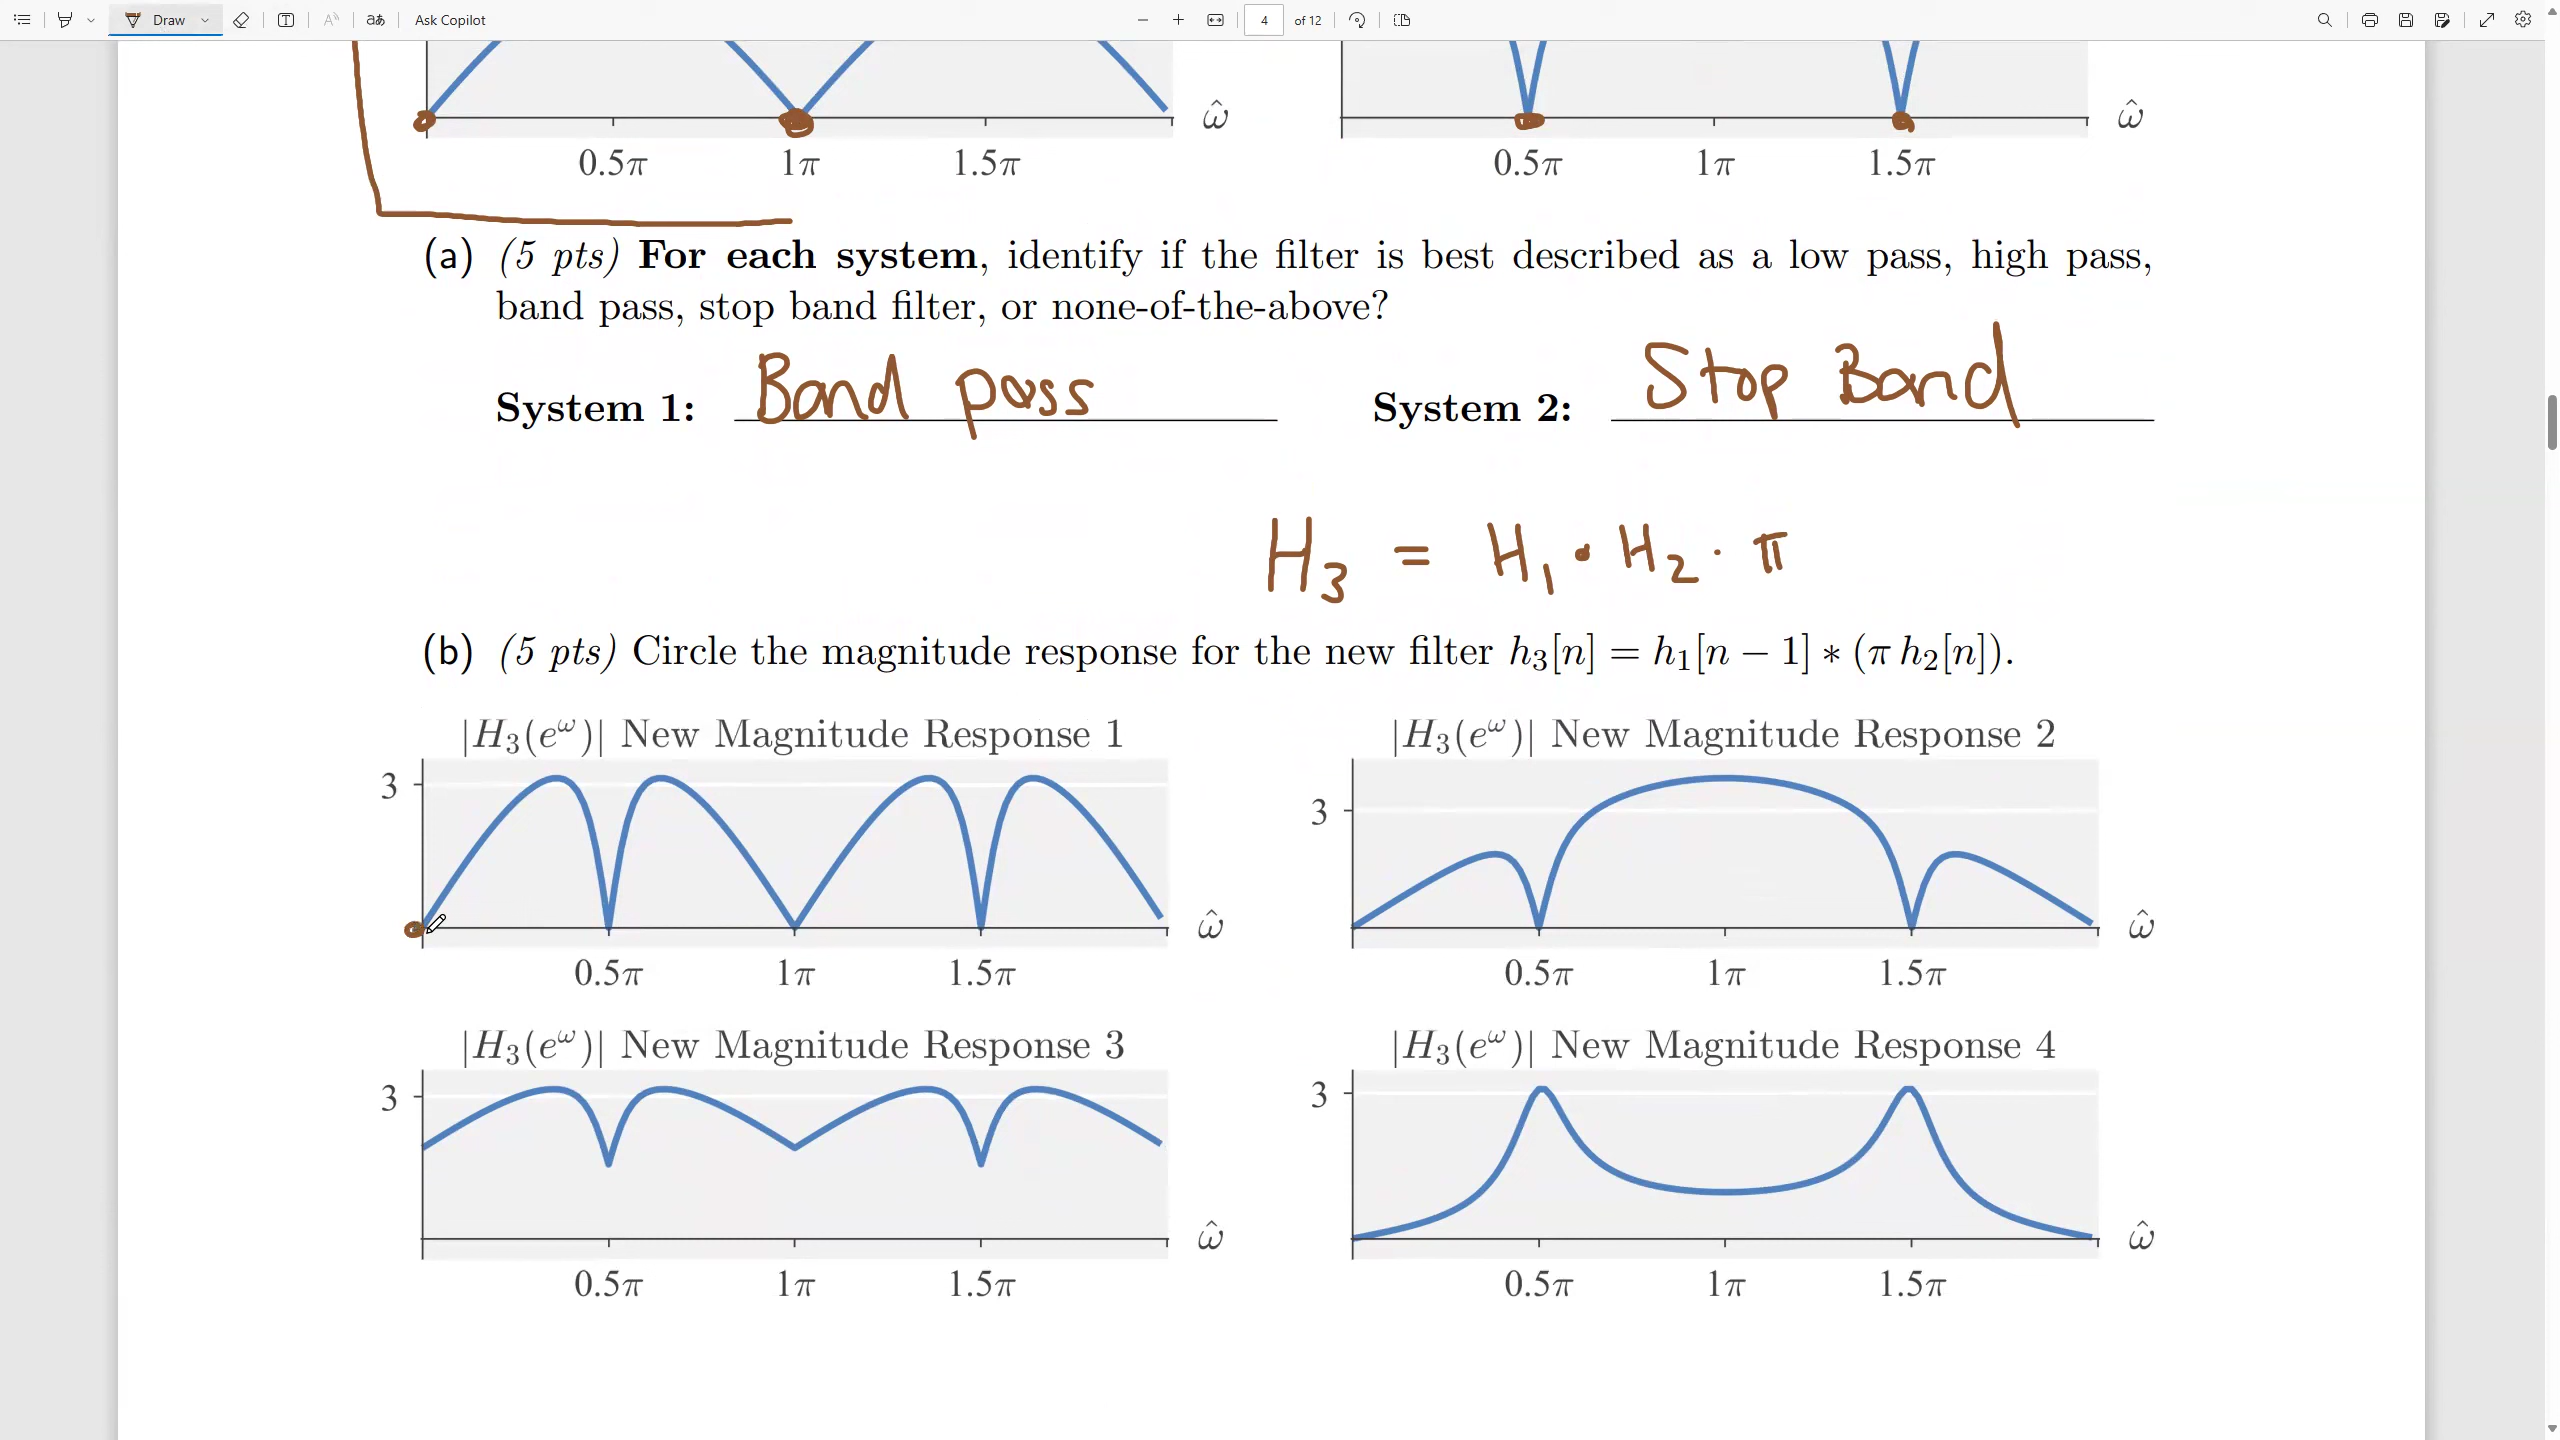 Draw
Ask Copilot
4 of 12
ω̂
0.5π 1π 1.5π
ω̂
0.5π 1π 1.5π
(a) (5 pts) For each system, identify if the filter is best described as a low pass, high pass,
band pass, stop band filter, or none-of-the-above?
System 1: Band pass
System 2: Stop Band
H₃ = H₁ · H₂ · π
(b) (5 pts) Circle the magnitude response for the new filter h₃[n] = h₁[n − 1] ∗ (π h₂[n]).
|H₃(e^ω)| New Magnitude Response 1
3
ω̂
0.5π 1π 1.5π
|H₃(e^ω)| New Magnitude Response 2
3
ω̂
0.5π 1π 1.5π
|H₃(e^ω)| New Magnitude Response 3
3
ω̂
0.5π 1π 1.5π
|H₃(e^ω)| New Magnitude Response 4
3
ω̂
0.5π 1π 1.5π